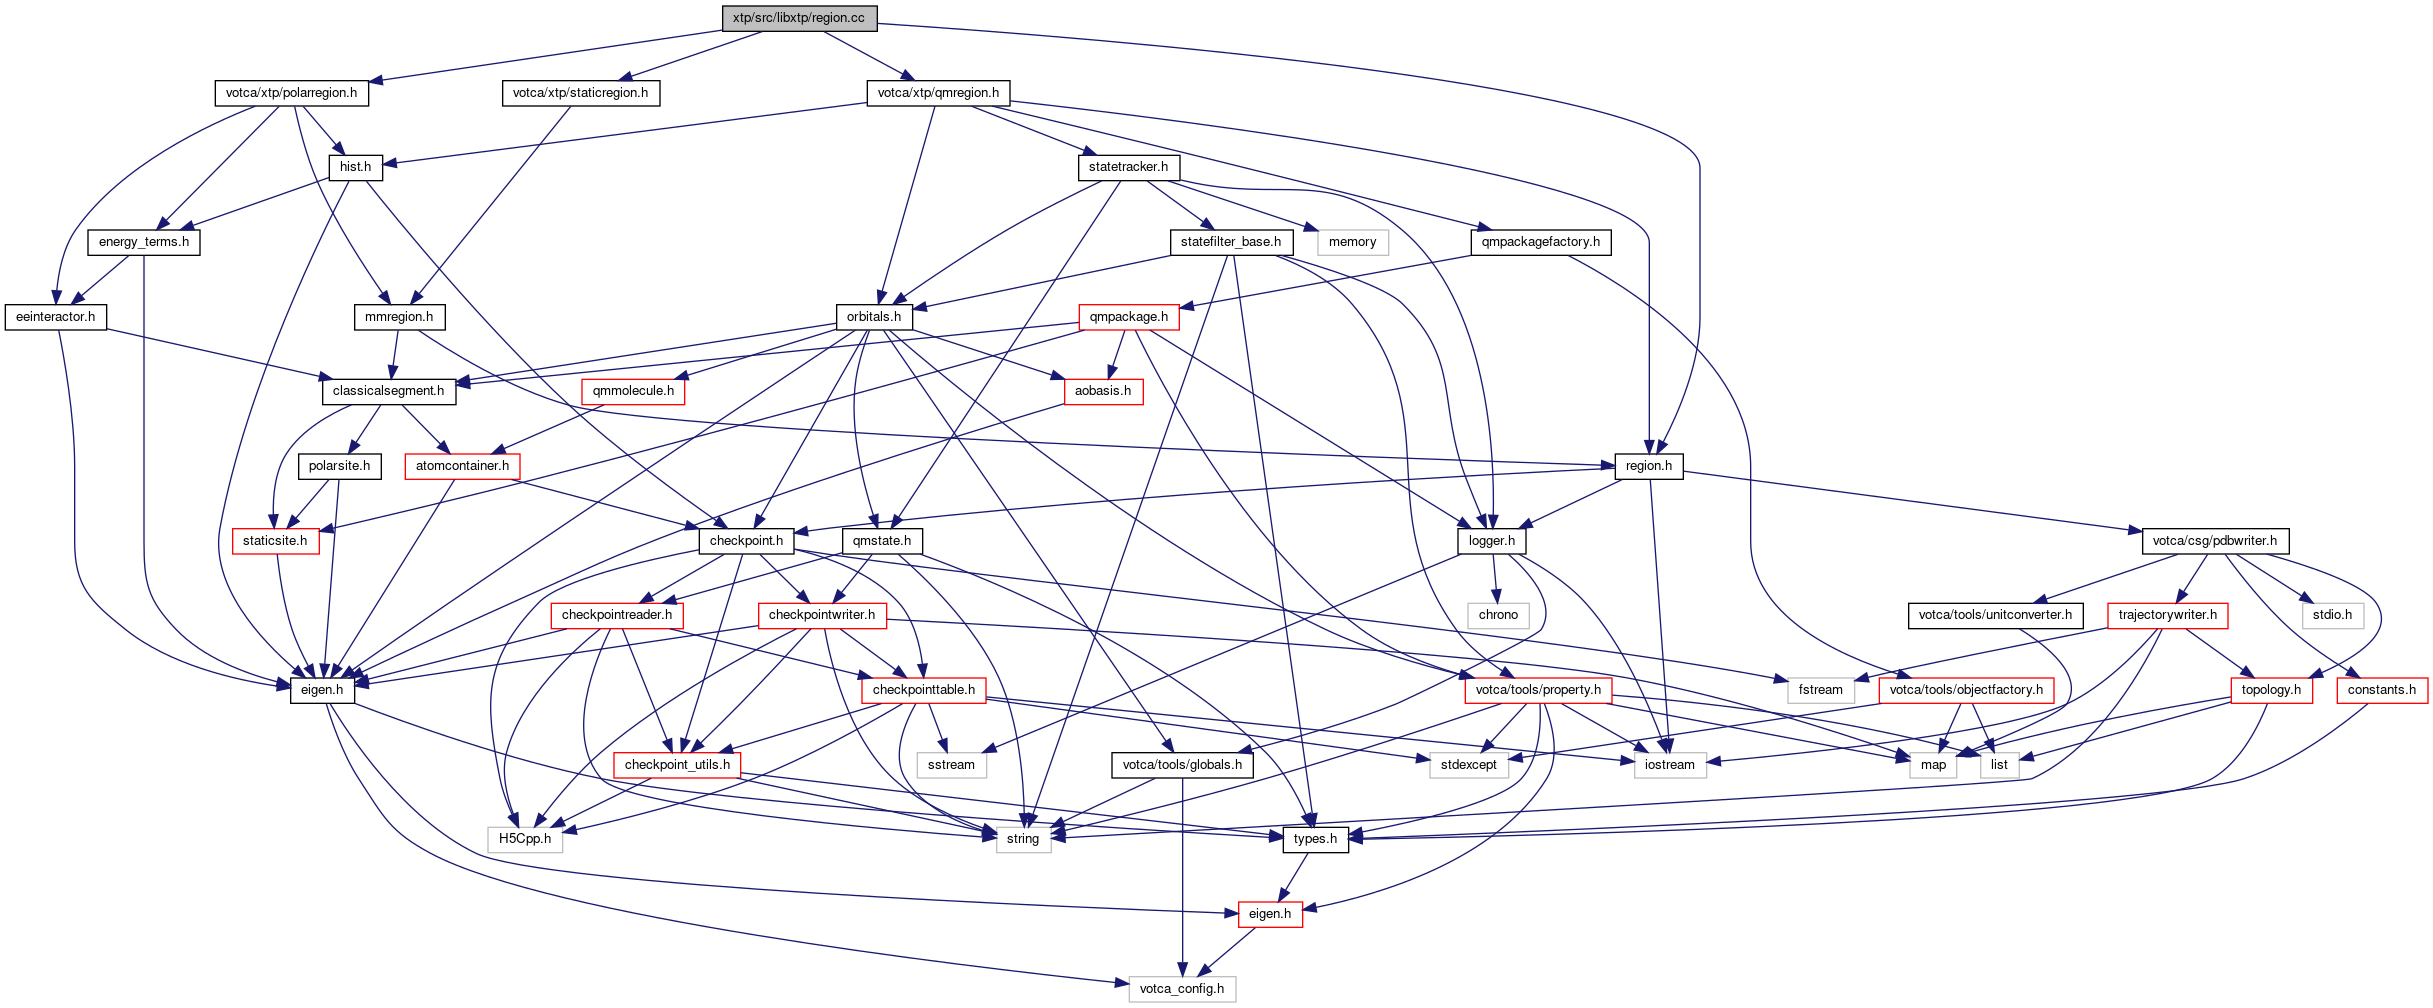 xtp/src/libxtp/region.cc
votca/xtp/polarregion.h
votca/xtp/staticregion.h
votca/xtp/qmregion.h
hist.h
statetracker.h
energy_terms.h
statefilter_base.h
memory
qmpackagefactory.h
eeinteractor.h
mmregion.h
orbitals.h
qmpackage.h
classicalsegment.h
qmmolecule.h
aobasis.h
polarsite.h
atomcontainer.h
region.h
staticsite.h
checkpoint.h
qmstate.h
logger.h
votca/csg/pdbwriter.h
checkpointreader.h
checkpointwriter.h
chrono
votca/tools/unitconverter.h
trajectorywriter.h
stdio.h
eigen.h
checkpointtable.h
votca/tools/property.h
fstream
votca/tools/objectfactory.h
topology.h
constants.h
checkpoint_utils.h
sstream
votca/tools/globals.h
stdexcept
iostream
map
list
H5Cpp.h
string
types.h
eigen.h
votca_config.h